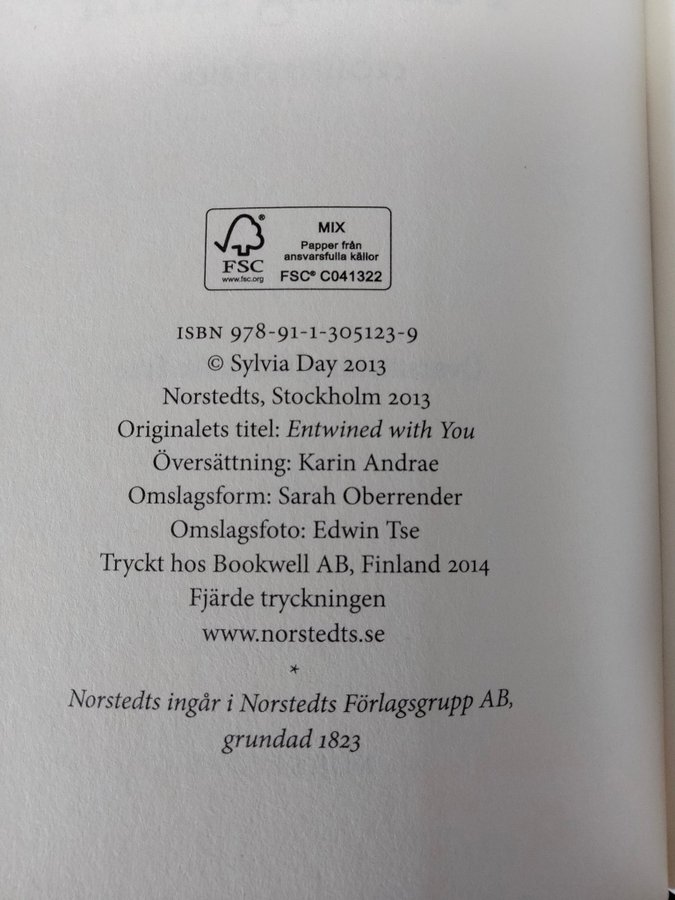 FSC®
www.fsc.org
MIX
Papper från
ansvarsfulla källor
FSC® C041322
ISBN 978-91-1-305123-9
© Sylvia Day 2013
Norstedts, Stockholm 2013
Originalets titel: Entwined with You
Översättning: Karin Andrae
Omslagsform: Sarah Oberrender
Omslagsfoto: Edwin Tse
Tryckt hos Bookwell AB, Finland 2014
Fjärde tryckningen
www.norstedts.se
*
Norstedts ingår i Norstedts Förlagsgrupp AB,
grundad 1823